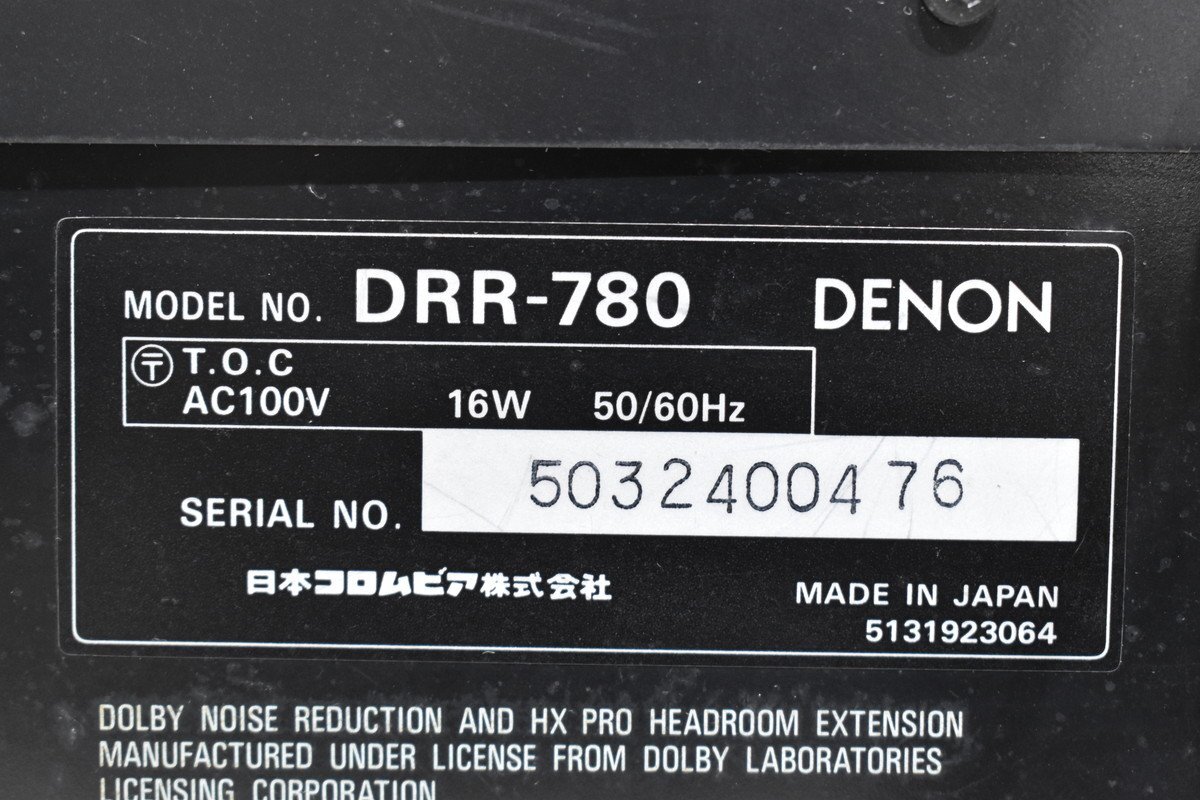 MODEL NO. DRR-780 DENON
〶 T.O.C
AC100V 16W 50/60Hz
SERIAL NO. 5032400476
日本コロムビア株式会社
MADE IN JAPAN
5131923064
DOLBY NOISE REDUCTION AND HX PRO HEADROOM EXTENSION
MANUFACTURED UNDER LICENSE FROM DOLBY LABORATORIES
LICENSING CORPORATION